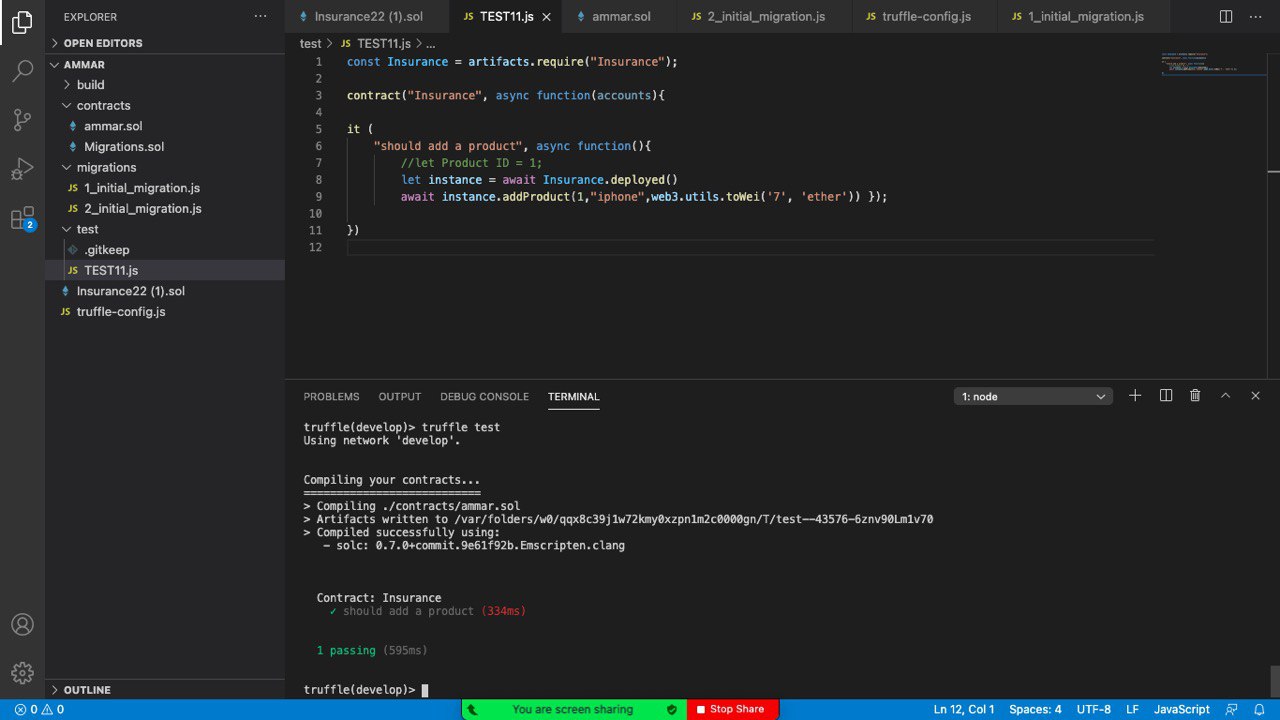 EXPLORER
OPEN EDITORS
AMMAR
build
contracts
ammar.sol
Migrations.sol
migrations
JS 1_initial_migration.js
JS 2_initial_migration.js
test
.gitkeep
JS TEST11.js
Insurance22 (1).sol
JS truffle-config.js
OUTLINE
2
Insurance22 (1).sol
JS TEST11.js
ammar.sol
JS 2_initial_migration.js
JS truffle-config.js
JS 1_initial_migration.js
test > JS TEST11.js > ...
1 const Insurance = artifacts.require("Insurance");
2
3 contract("Insurance", async function(accounts){
4
5 it (
6 "should add a product", async function(){
7 //let Product ID = 1;
8 let instance = await Insurance.deployed()
9 await instance.addProduct(1,"iphone",web3.utils.toWei('7', 'ether')) });
10
11 })
12
PROBLEMS OUTPUT DEBUG CONSOLE TERMINAL 1: node
truffle(develop)> truffle test
Using network 'develop'.
Compiling your contracts...
===========================
> Compiling ./contracts/ammar.sol
> Artifacts written to /var/folders/w0/qqx8c39j1w72kmy0xzpn1m2c0000gn/T/test--43576-6znv90Lm1v70
> Compiled successfully using:
- solc: 0.7.0+commit.9e61f92b.Emscripten.clang
Contract: Insurance
✓ should add a product (334ms)
1 passing (595ms)
truffle(develop)>
0 0
You are screen sharing
Stop Share
Ln 12, Col 1 Spaces: 4 UTF-8 LF JavaScript